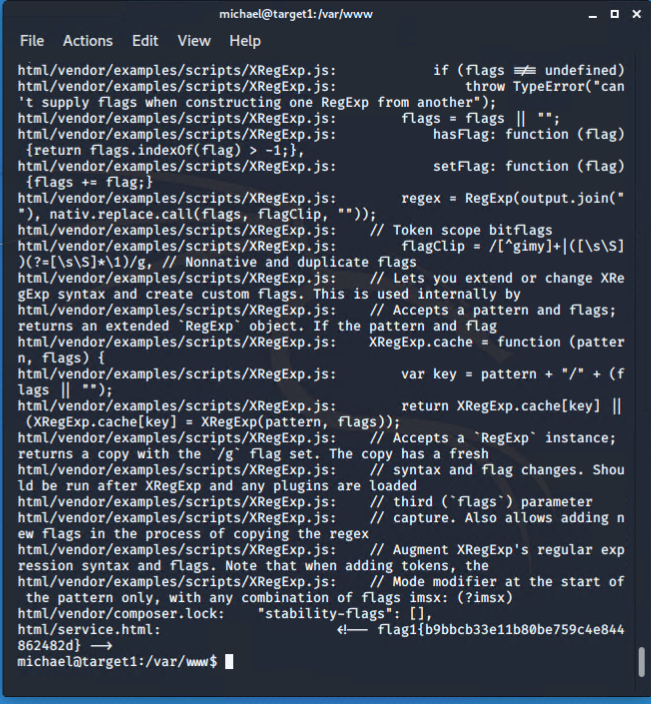 michael@target1:/var/www
File Actions Edit View Help
html/vendor/examples/scripts/XRegExp.js:            if (flags !== undefined)
html/vendor/examples/scripts/XRegExp.js:                throw TypeError("can
't supply flags when constructing one RegExp from another");
html/vendor/examples/scripts/XRegExp.js:        flags = flags || "";
html/vendor/examples/scripts/XRegExp.js:            hasFlag: function (flag)
 {return flags.indexOf(flag) > -1;},
html/vendor/examples/scripts/XRegExp.js:            setFlag: function (flag)
 {flags += flag;}
html/vendor/examples/scripts/XRegExp.js:        regex = RegExp(output.join("
"), nativ.replace.call(flags, flagClip, ""));
html/vendor/examples/scripts/XRegExp.js:    // Token scope bitflags
html/vendor/examples/scripts/XRegExp.js:        flagClip = /[^gimy]+|([\s\S]
)(?=[\s\S]*\1)/g, // Nonnative and duplicate flags
html/vendor/examples/scripts/XRegExp.js:    // Lets you extend or change XRe
gExp syntax and create custom flags. This is used internally by
html/vendor/examples/scripts/XRegExp.js:    // Accepts a pattern and flags;
returns an extended `RegExp` object. If the pattern and flag
html/vendor/examples/scripts/XRegExp.js:    XRegExp.cache = function (patter
n, flags) {
html/vendor/examples/scripts/XRegExp.js:        var key = pattern + "/" + (f
lags || "");
html/vendor/examples/scripts/XRegExp.js:        return XRegExp.cache[key] ||
 (XRegExp.cache[key] = XRegExp(pattern, flags));
html/vendor/examples/scripts/XRegExp.js:    // Accepts a `RegExp` instance;
returns a copy with the `/g` flag set. The copy has a fresh
html/vendor/examples/scripts/XRegExp.js:    // syntax and flag changes. Shou
ld be run after XRegExp and any plugins are loaded
html/vendor/examples/scripts/XRegExp.js:    // third (`flags`) parameter
html/vendor/examples/scripts/XRegExp.js:    // capture. Also allows adding n
ew flags in the process of copying the regex
html/vendor/examples/scripts/XRegExp.js:    // Augment XRegExp's regular exp
ression syntax and flags. Note that when adding tokens, the
html/vendor/examples/scripts/XRegExp.js:    // Mode modifier at the start of
 the pattern only, with any combination of flags imsx: (?imsx)
html/vendor/composer.lock:    "stability-flags": [],
html/service.html:                      <!-- flag1{b9bbcb33e11b80be759c4e844
862482d} -->
michael@target1:/var/www$